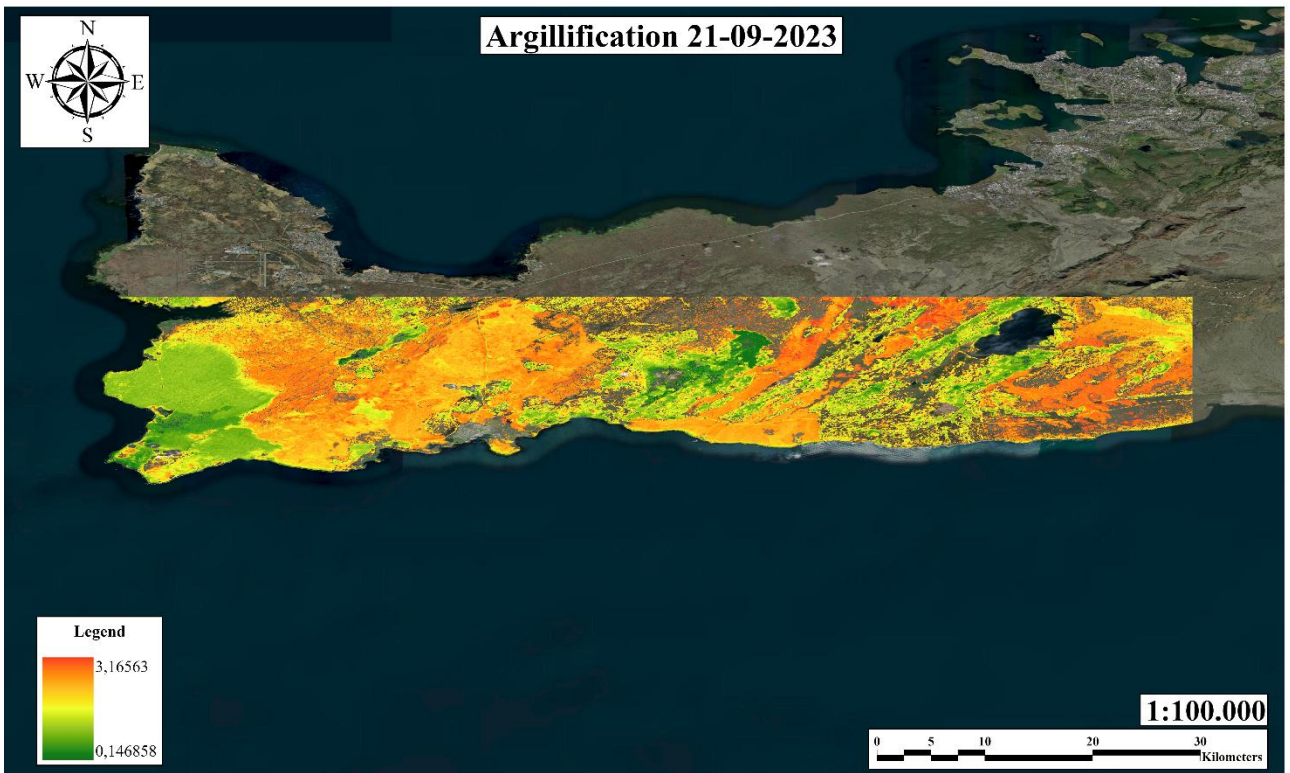 Argillification 21-09-2023
N
W E
S
Legend
3,16563
0,146858
1:100.000
0 5 10 20 30
Kilometers